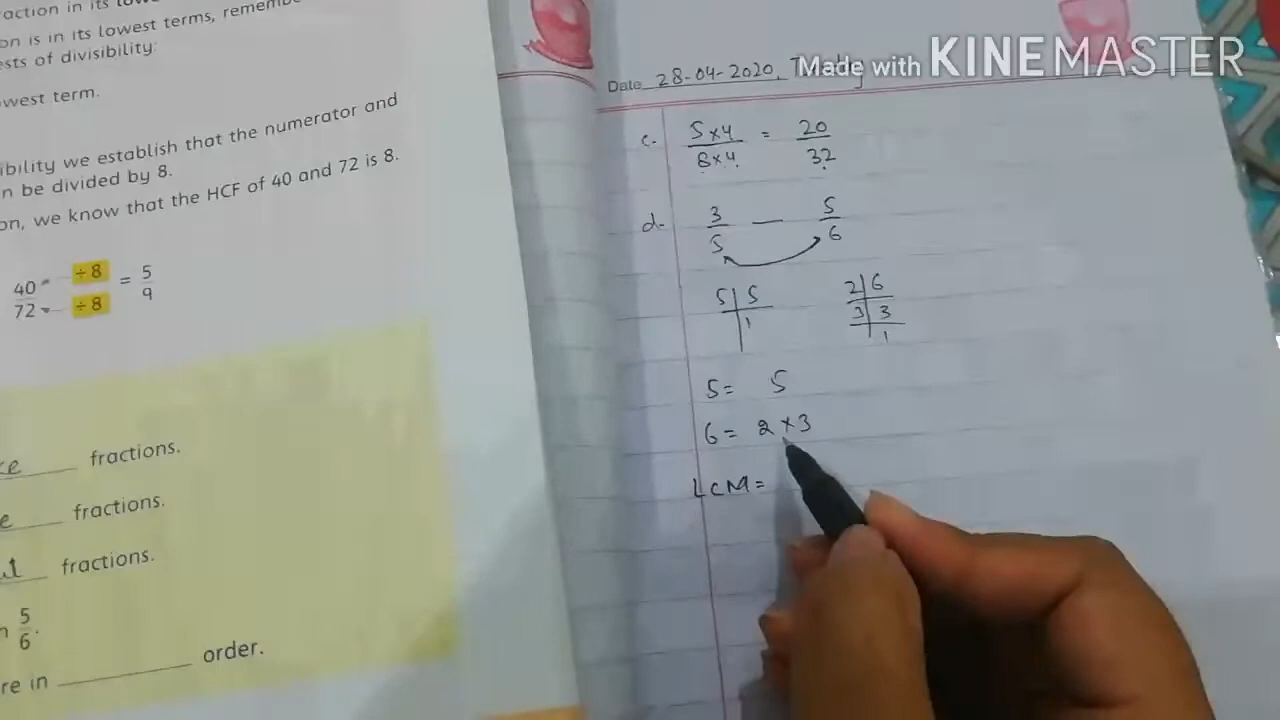 action in its
on is in its lowest terms,
ests of divisibility:
owest term.
ibility we establish that the numerator and
n be divided by 8.
on, we know that the HCF of 40 and 72 is 8.
40 ÷ 8 = 5
72 ÷ 8 9
fractions.
fractions.
fractions.
n 5/6.
re in ________ order.
Made with KINEMASTER
Date 28-04-2020,
c. 5×4 = 20
8×4 32
d- 3 — 5
5 6
5 | 5 2 | 6
1 3 | 3
1
5 = 5
6 = 2 × 3
LCM =